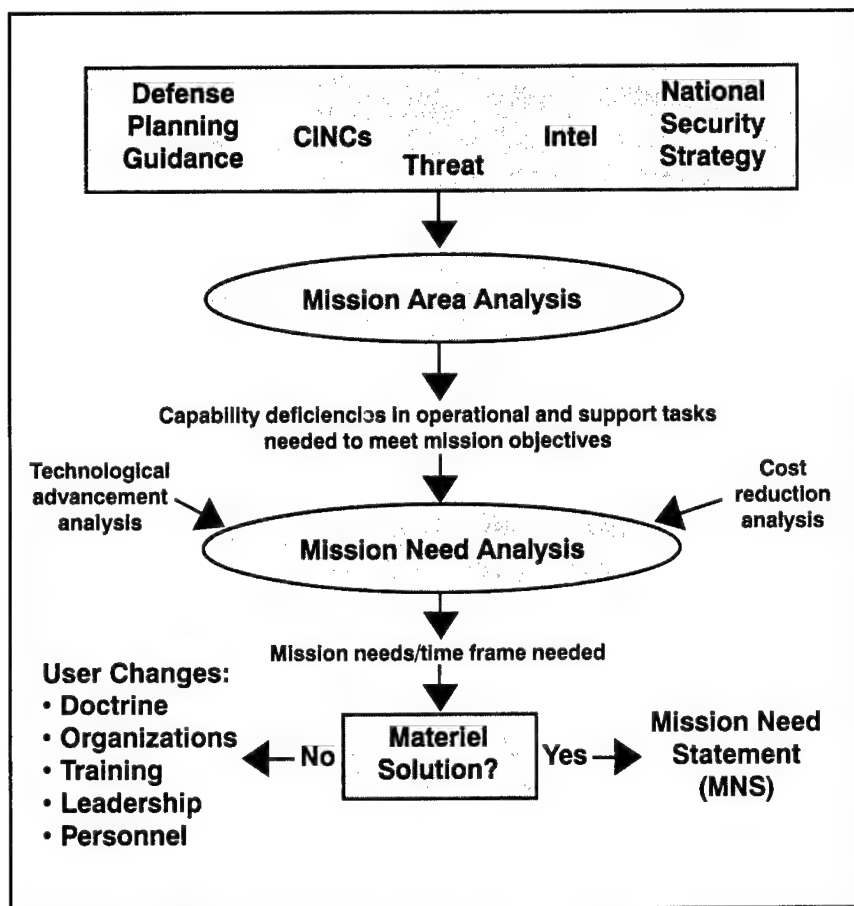 Defense
Planning
Guidance
CINCs
Threat
Intel
National
Security
Strategy
Mission Area Analysis
Capability deficiencies in operational and support tasks
needed to meet mission objectives
Technological
advancement
analysis
Cost
reduction
analysis
Mission Need Analysis
Mission needs/time frame needed
User Changes:
• Doctrine
• Organizations
• Training
• Leadership
• Personnel
No
Materiel
Solution?
Yes
Mission Need
Statement
(MNS)